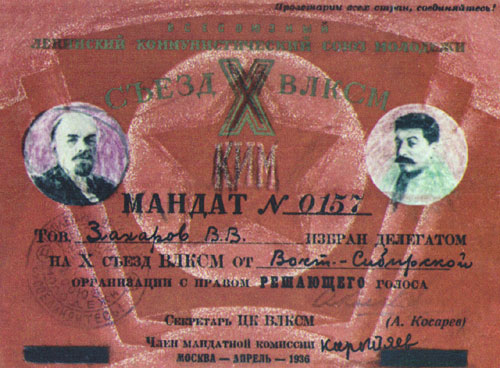 Пролетарии всех стран, соединяйтесь!
ВСЕСОЮЗНЫЙ
ЛЕНИНСКИЙ КОММУНИСТИЧЕСКИЙ СОЮЗ МОЛОДЕЖИ
СЪЕЗД X ВЛКСМ
КИМ
МАНДАТ № 0157
Тов. Захаров В. В. ИЗБРАН ДЕЛЕГАТОМ
НА X СЪЕЗД ВЛКСМ ОТ Вост.-Сибирской
ОРГАНИЗАЦИИ С ПРАВОМ РЕШАЮЩЕГО ГОЛОСА
Секретарь ЦК ВЛКСМ (А. Косарев)
Член мандатной комиссии
МОСКВА — АПРЕЛЬ — 1936